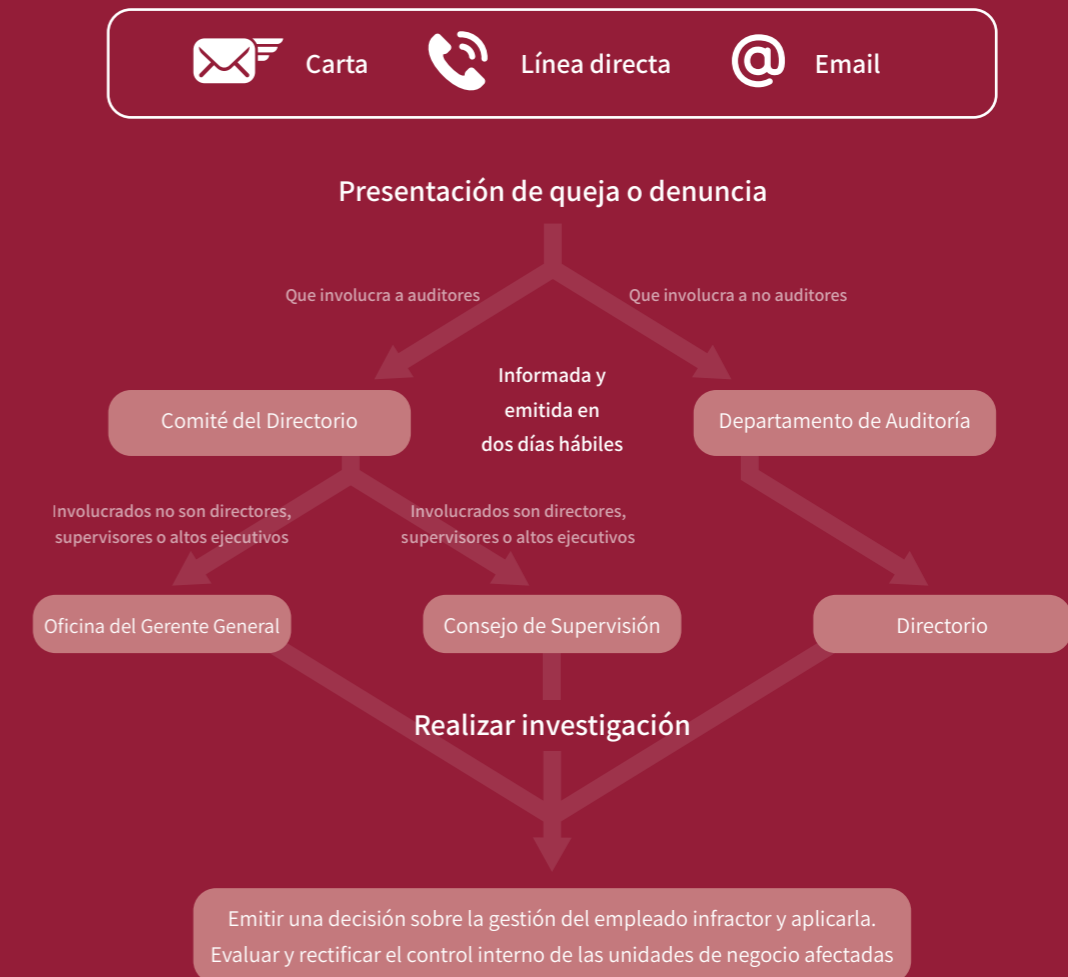 Carta
Línea directa
Email
Presentación de queja o denuncia
Que involucra a auditores
Que involucra a no auditores
Informada y
emitida en
dos días hábiles
Comité del Directorio
Departamento de Auditoría
Involucrados no son directores,
supervisores o altos ejecutivos
Involucrados son directores,
supervisores o altos ejecutivos
Oficina del Gerente General
Consejo de Supervisión
Directorio
Realizar investigación
Emitir una decisión sobre la gestión del empleado infractor y aplicarla.
Evaluar y rectificar el control interno de las unidades de negocio afectadas